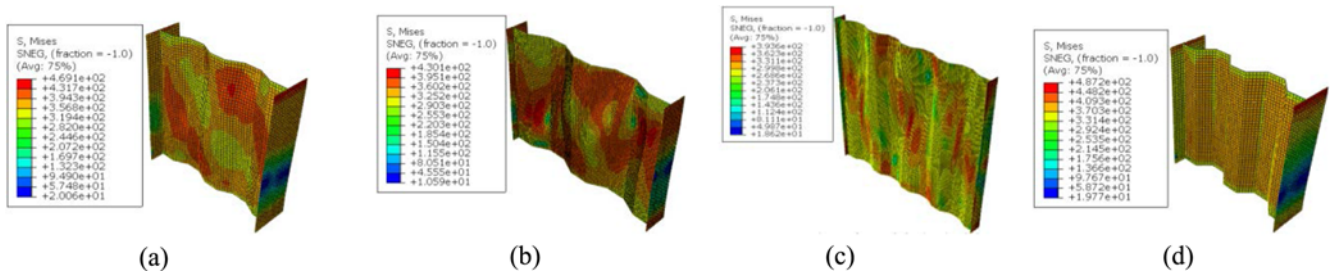 S, Mises
SNEG, (fraction = -1.0)
(Avg: 75%)
+4.691e+02
+4.317e+02
+3.943e+02
+3.568e+02
+3.194e+02
+2.820e+02
+2.446e+02
+2.072e+02
+1.697e+02
+1.323e+02
+9.490e+01
+5.748e+01
+2.006e+01
(a)
S, Mises
SNEG, (fraction = -1.0)
(Avg: 75%)
+4.301e+02
+3.951e+02
+3.602e+02
+3.252e+02
+2.903e+02
+2.553e+02
+2.203e+02
+1.854e+02
+1.504e+02
+1.155e+02
+8.051e+01
+4.555e+01
+1.059e+01
(b)
S, Mises
SNEG, (fraction = -1.0)
(Avg: 75%)
+3.936e+02
+3.623e+02
+3.311e+02
+2.998e+02
+2.686e+02
+2.373e+02
+2.061e+02
+1.748e+02
+1.436e+02
+1.124e+02
+8.111e+01
+4.987e+01
+1.862e+01
(c)
S, Mises
SNEG, (fraction = -1.0)
(Avg: 75%)
+4.872e+02
+4.482e+02
+4.093e+02
+3.703e+02
+3.314e+02
+2.924e+02
+2.535e+02
+2.145e+02
+1.756e+02
+1.366e+02
+9.767e+01
+5.872e+01
+1.977e+01
(d)